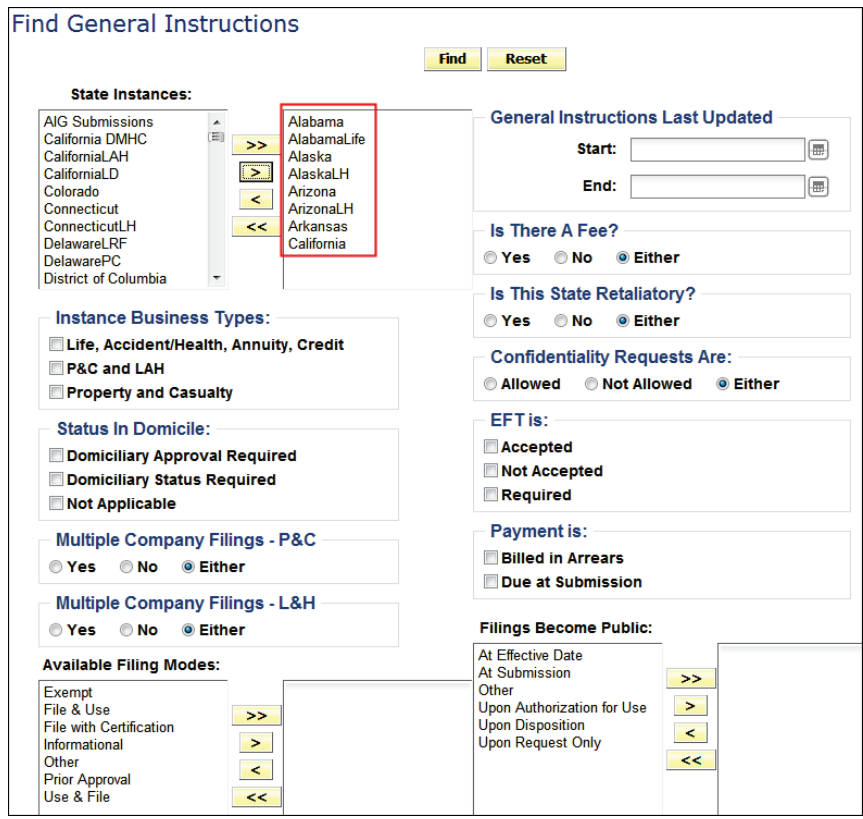 Find General Instructions
Find Reset
State Instances:
AIG Submissions
California DMHC
CaliforniaLAH
CaliforniaLD
Colorado
Connecticut
ConnecticutLH
DelawareLRF
DelawarePC
District of Columbia
>>
>
<
<<
Alabama
AlabamaLife
Alaska
AlaskaLH
Arizona
ArizonaLH
Arkansas
California
General Instructions Last Updated
Start:
End:
Is There A Fee?
Yes No Either
Is This State Retaliatory?
Yes No Either
Confidentiality Requests Are:
Allowed Not Allowed Either
EFT is:
Accepted
Not Accepted
Required
Payment is:
Billed in Arrears
Due at Submission
Instance Business Types:
Life, Accident/Health, Annuity, Credit
P&C and LAH
Property and Casualty
Status In Domicile:
Domiciliary Approval Required
Domiciliary Status Required
Not Applicable
Multiple Company Filings - P&C
Yes No Either
Multiple Company Filings - L&H
Yes No Either
Available Filing Modes:
Exempt
File & Use
File with Certification
Informational
Other
Prior Approval
Use & File
>>
>
<
<<
Filings Become Public:
At Effective Date
At Submission
Other
Upon Authorization for Use
Upon Disposition
Upon Request Only
>>
>
<
<<